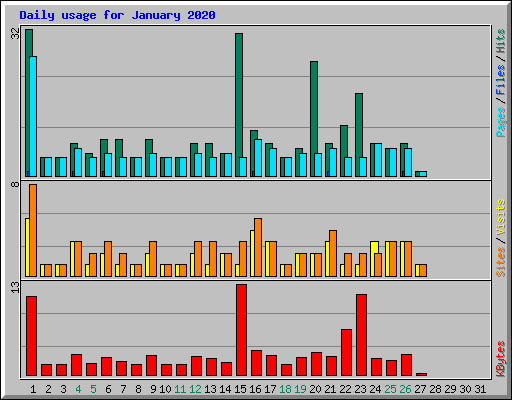 Daily usage for January 2020
32
Pages / Files / Hits
8
Sites / Visits
13
KBytes
1 2 3 4 5 6 7 8 9 10 11 12 13 14 15 16 17 18 19 20 21 22 23 24 25 26 27 28 29 30 31